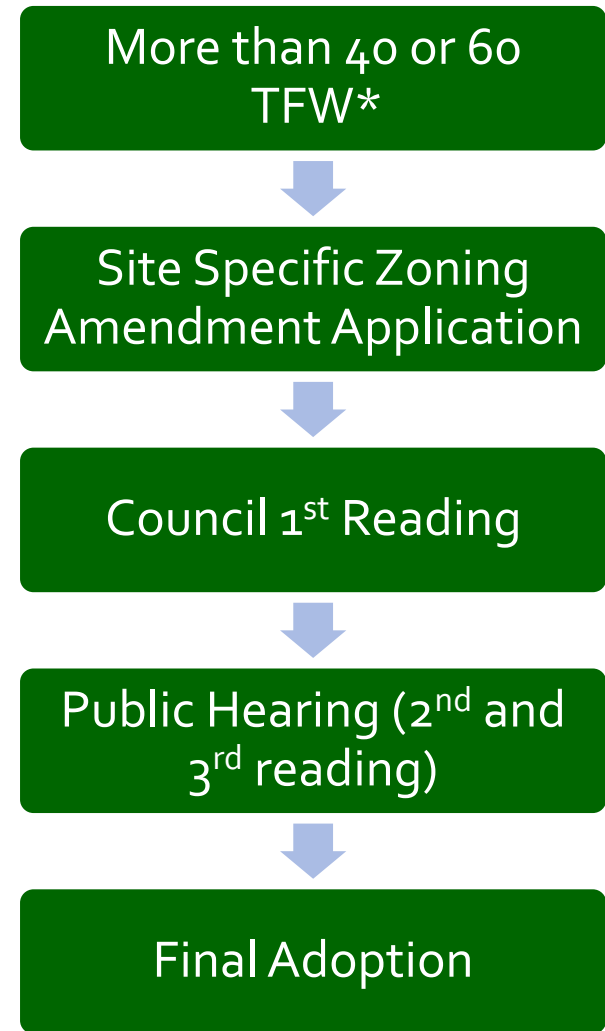 More than 40 or 60
TFW*
Site Specific Zoning
Amendment Application
Council 1st Reading
Public Hearing (2nd and
3rd reading)
Final Adoption